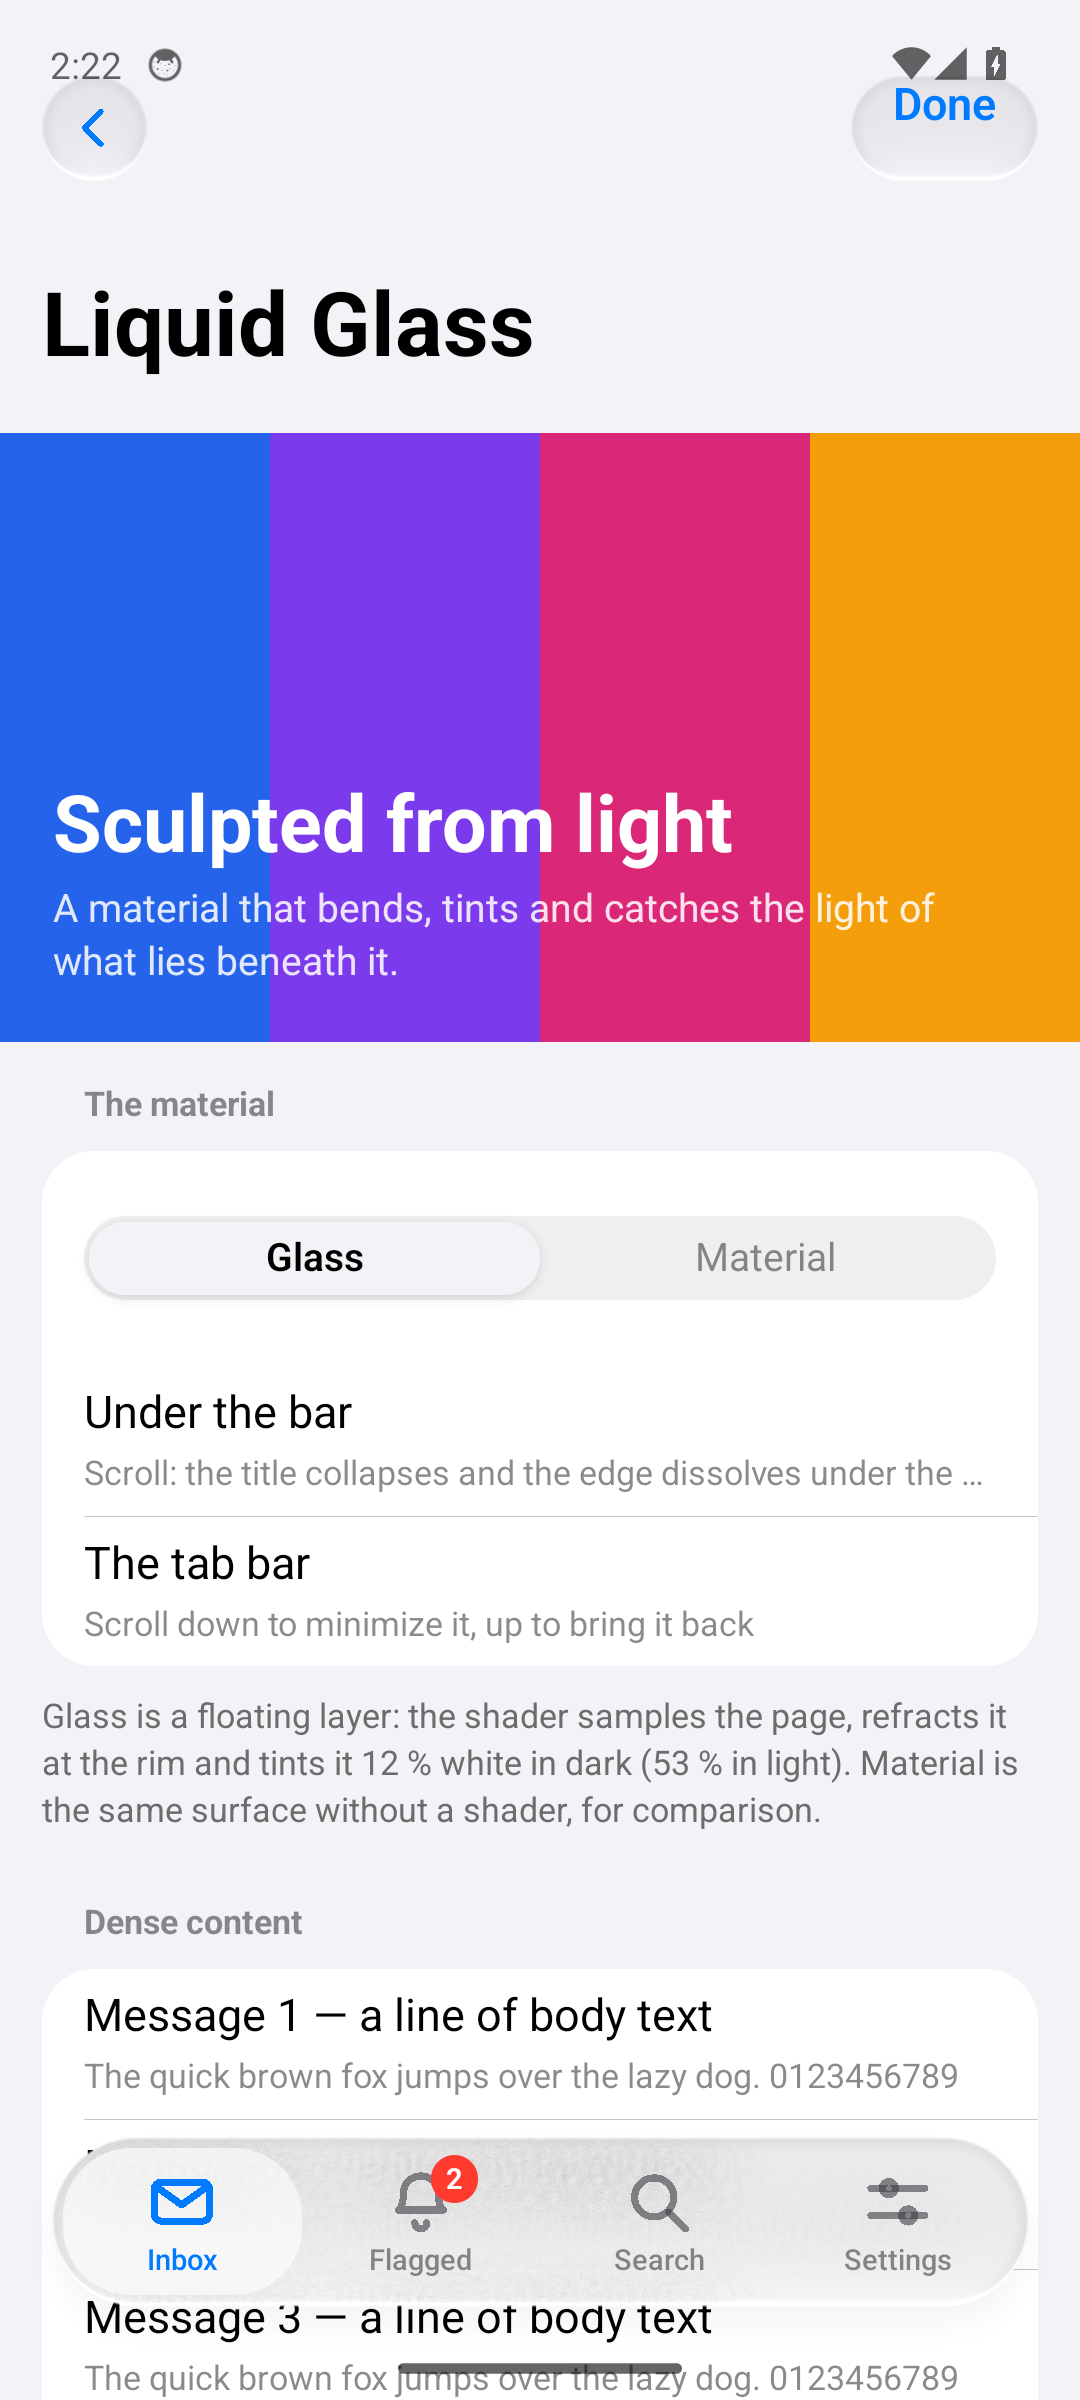 2:22
Done
Liquid Glass
Sculpted from light
A material that bends, tints and catches the light of
what lies beneath it.
The material
Glass
Material
Under the bar
Scroll: the title collapses and the edge dissolves under the …
The tab bar
Scroll down to minimize it, up to bring it back
Glass is a floating layer: the shader samples the page, refracts it
at the rim and tints it 12 % white in dark (53 % in light). Material is
the same surface without a shader, for comparison.
Dense content
Message 1 — a line of body text
The quick brown fox jumps over the lazy dog. 0123456789
2
Inbox
Flagged
Search
Settings
Message 3 — a line of body text
The quick brown fox jumps over the lazy dog. 0123456789